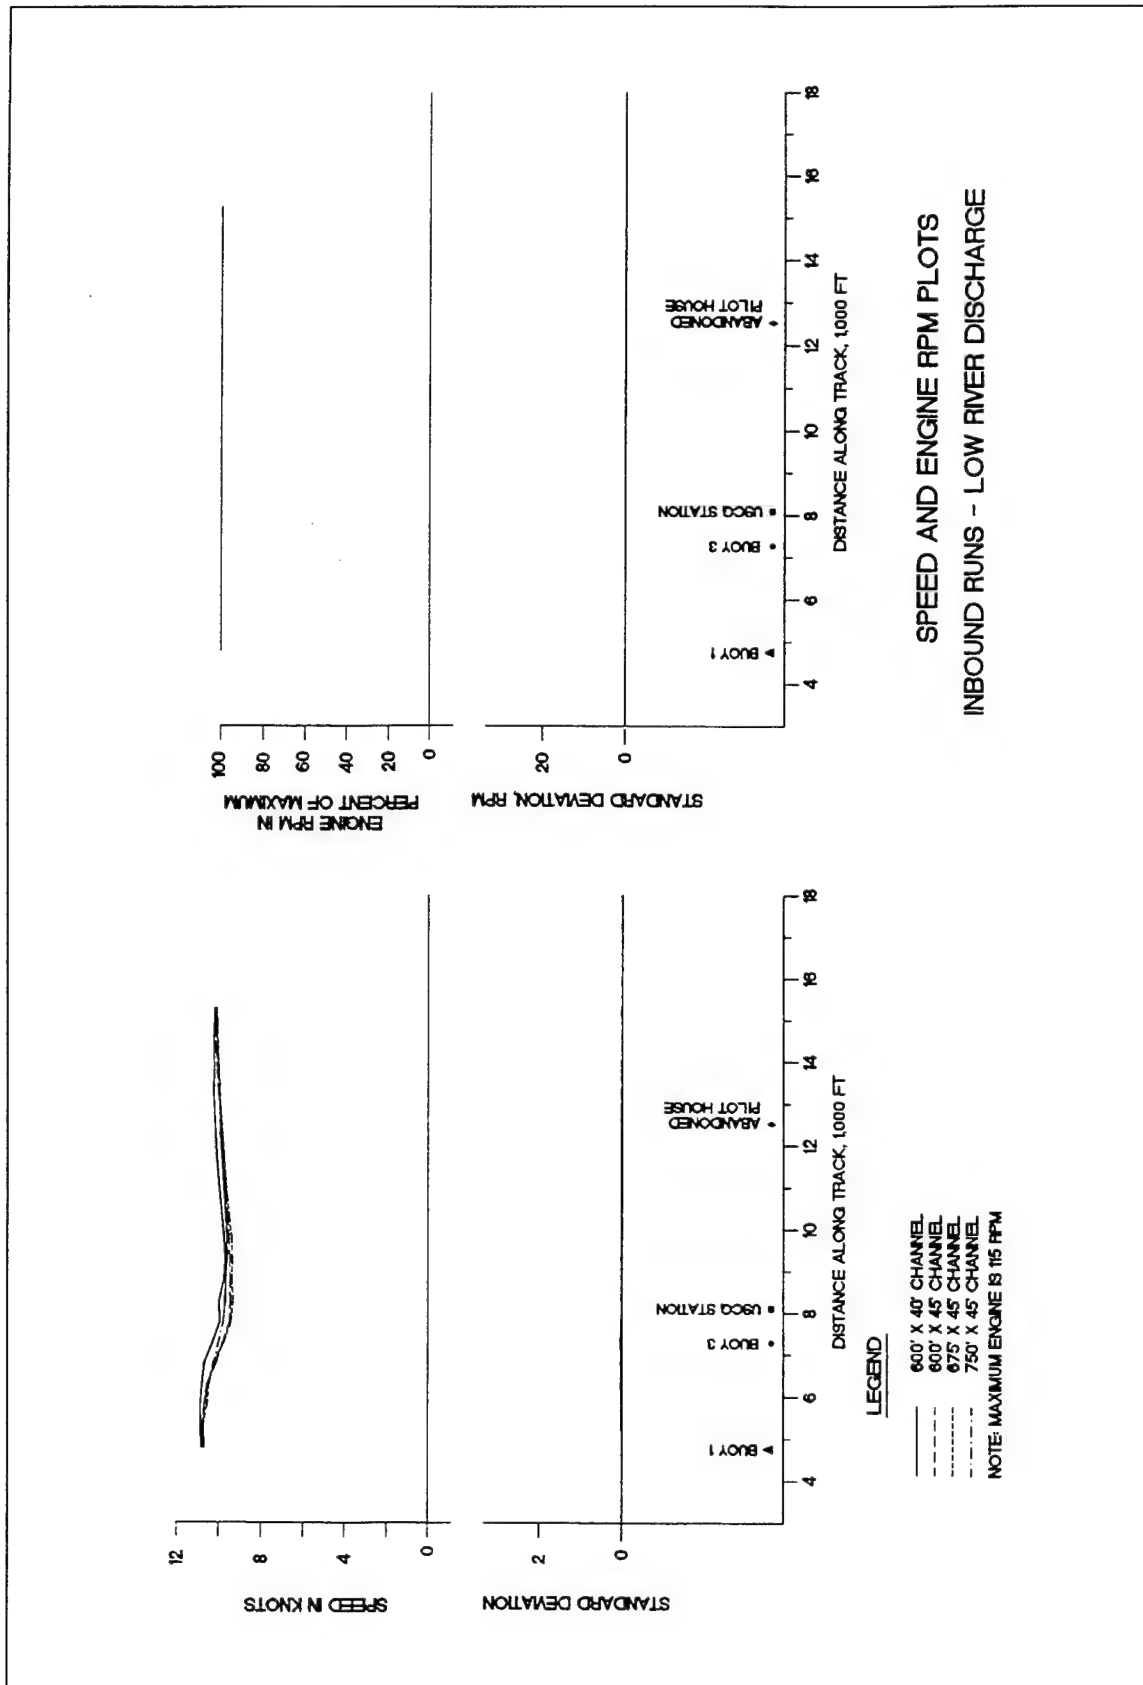 12
8
4
0
SPEED IN KNOTS
2
0
STANDARD DEVIATION
4
6
8
10
12
14
16
18
BUOY 1
BUOY 3
USCG STATION
ABANDONED
PILOT HOUSE
DISTANCE ALONG TRACK, 1,000 FT
LEGEND
600' X 40' CHANNEL
600' X 45' CHANNEL
675' X 45' CHANNEL
750' X 45' CHANNEL
NOTE: MAXIMUM ENGINE IS 115 RPM
100
80
60
40
20
0
ENGINE RPM IN
PERCENT OF MAXIMUM
20
0
STANDARD DEVIATION, RPM
4
6
8
10
12
14
16
18
BUOY 1
BUOY 3
USCG STATION
ABANDONED
PILOT HOUSE
DISTANCE ALONG TRACK, 1,000 FT
SPEED AND ENGINE RPM PLOTS
INBOUND RUNS - LOW RIVER DISCHARGE